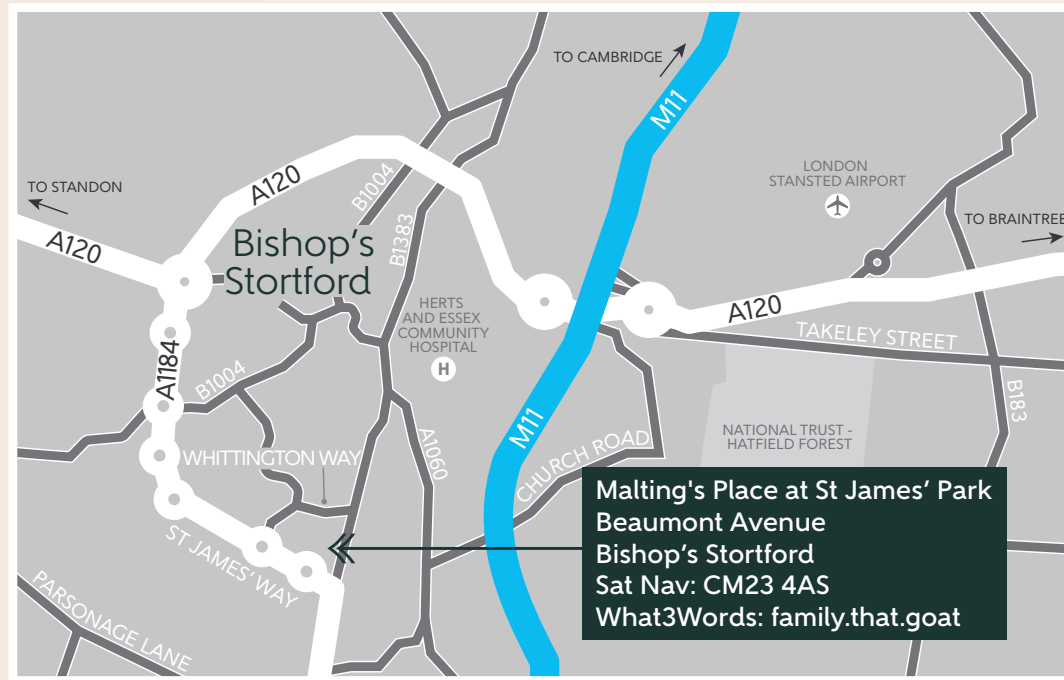 TO CAMBRIDGE
M11
LONDON
STANSTED AIRPORT
TO STANDON
A120
B1004
B1383
TO BRAINTREE
A120
Bishop's
Stortford
HERTS
AND ESSEX
COMMUNITY
HOSPITAL
H
A120
TAKELEY STREET
A1184
B1004
B183
M11
NATIONAL TRUST -
HATFIELD FOREST
A1060
CHURCH ROAD
WHITTINGTON WAY
ST JAMES' WAY
PARSONAGE LANE
Malting's Place at St James' Park
Beaumont Avenue
Bishop's Stortford
Sat Nav: CM23 4AS
What3Words: family.that.goat